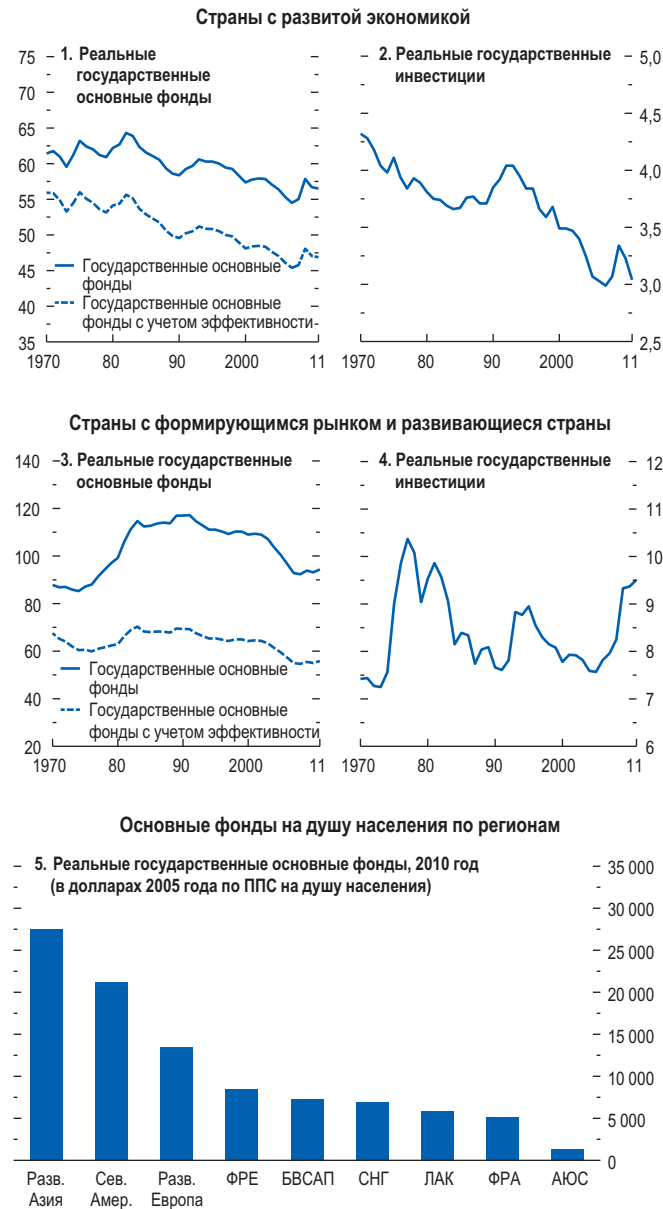 Страны с развитой экономикой
1. Реальные
государственные
основные фонды
75
70
65
60
55
50
45
40
35
Государственные основные
фонды
Государственные основные
фонды с учетом эффективности
1970 80 90 2000 11
2. Реальные государственные
инвестиции
5,0
4,5
4,0
3,5
3,0
2,5
1970 80 90 2000 11
Страны с формирующимся рынком и развивающиеся страны
3. Реальные государственные
основные фонды
140
120
100
80
60
40
20
Государственные основные
фонды
Государственные основные
фонды с учетом эффективности
1970 80 90 2000 11
4. Реальные государственные
инвестиции
12
11
10
9
8
7
6
1970 80 90 2000 11
Основные фонды на душу населения по регионам
5. Реальные государственные основные фонды, 2010 год
(в долларах 2005 года по ППС на душу населения)
35 000
30 000
25 000
20 000
15 000
10 000
5 000
0
Разв. Сев. Разв. ФРЕ БВСАП СНГ ЛАК ФРА АЮС
Азия Амер. Европа